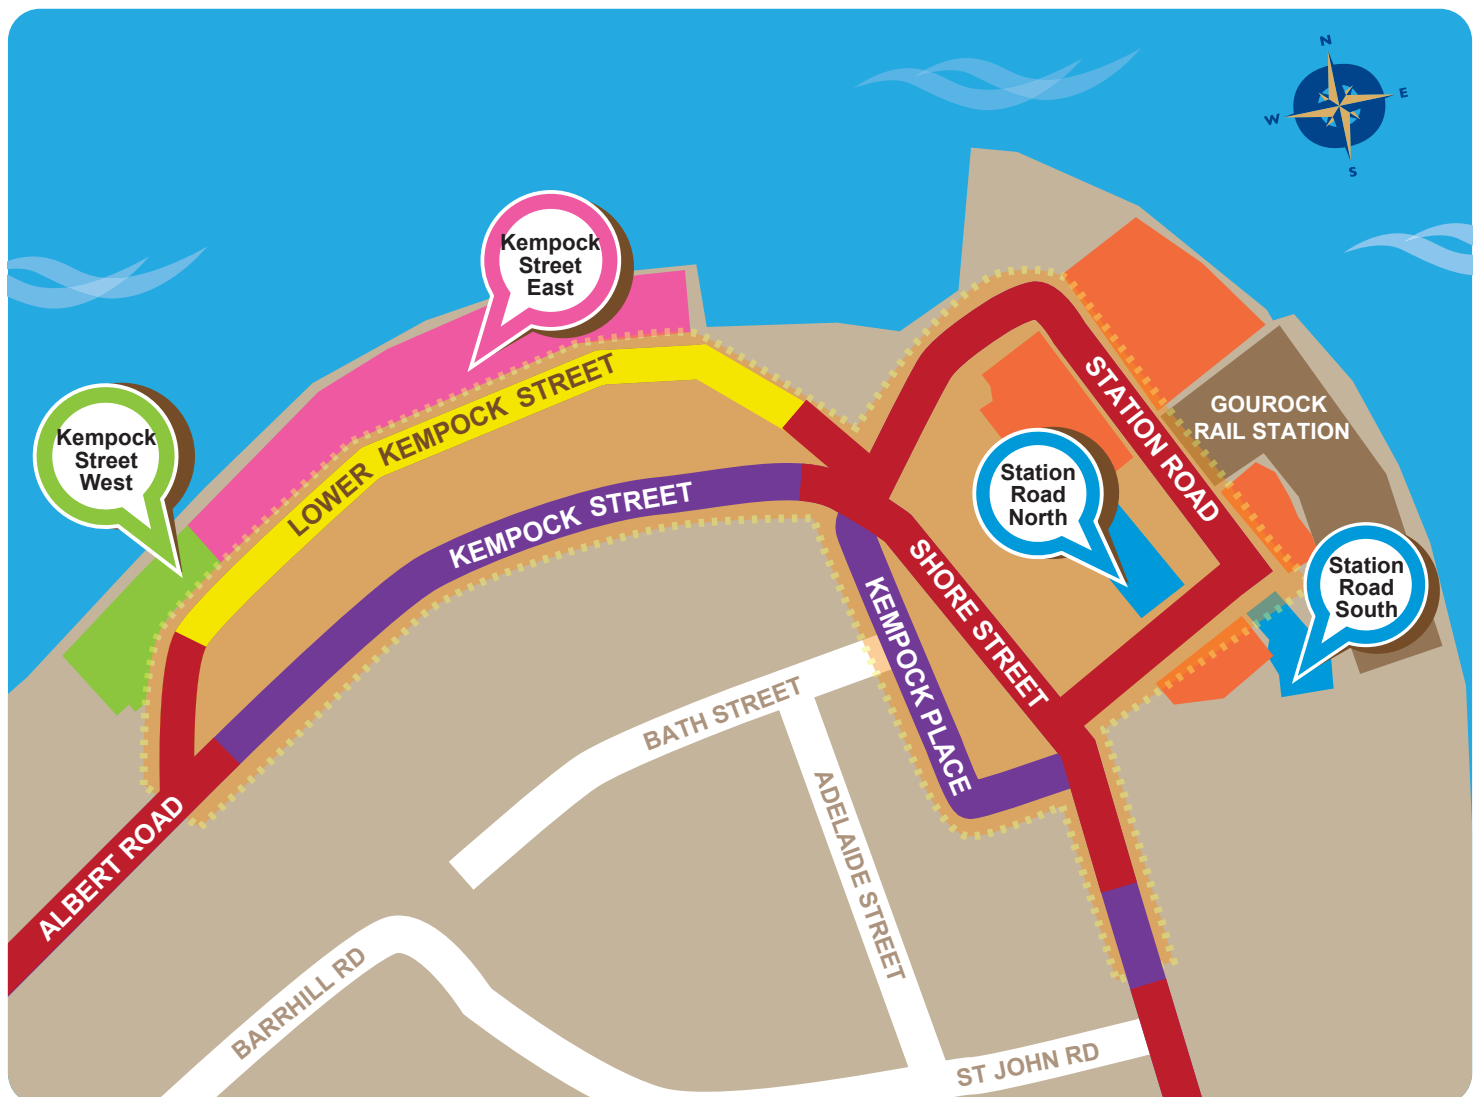 N
W
E
S
Kempock
Street
East
Kempock
Street
West
LOWER KEMPOCK STREET
KEMPOCK STREET
STATION ROAD
GOUROCK
RAIL STATION
Station
Road
North
Station
Road
South
SHORE STREET
KEMPOCK PLACE
BATH STREET
ADELAIDE STREET
ALBERT ROAD
BARRHILL RD
ST JOHN RD